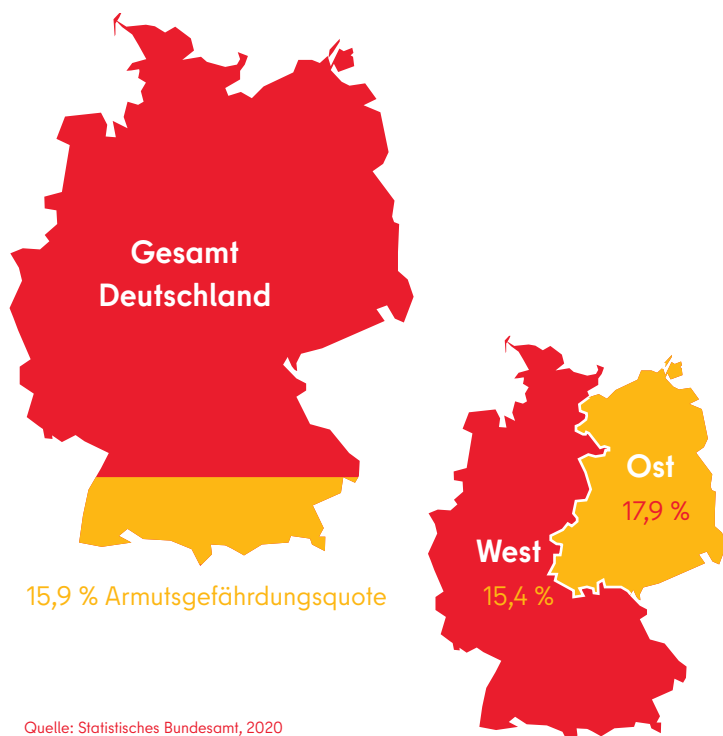 Gesamt
Deutschland
15,9 % Armutsgefährdungsquote
Ost
17,9 %
West
15,4 %
Quelle: Statistisches Bundesamt, 2020